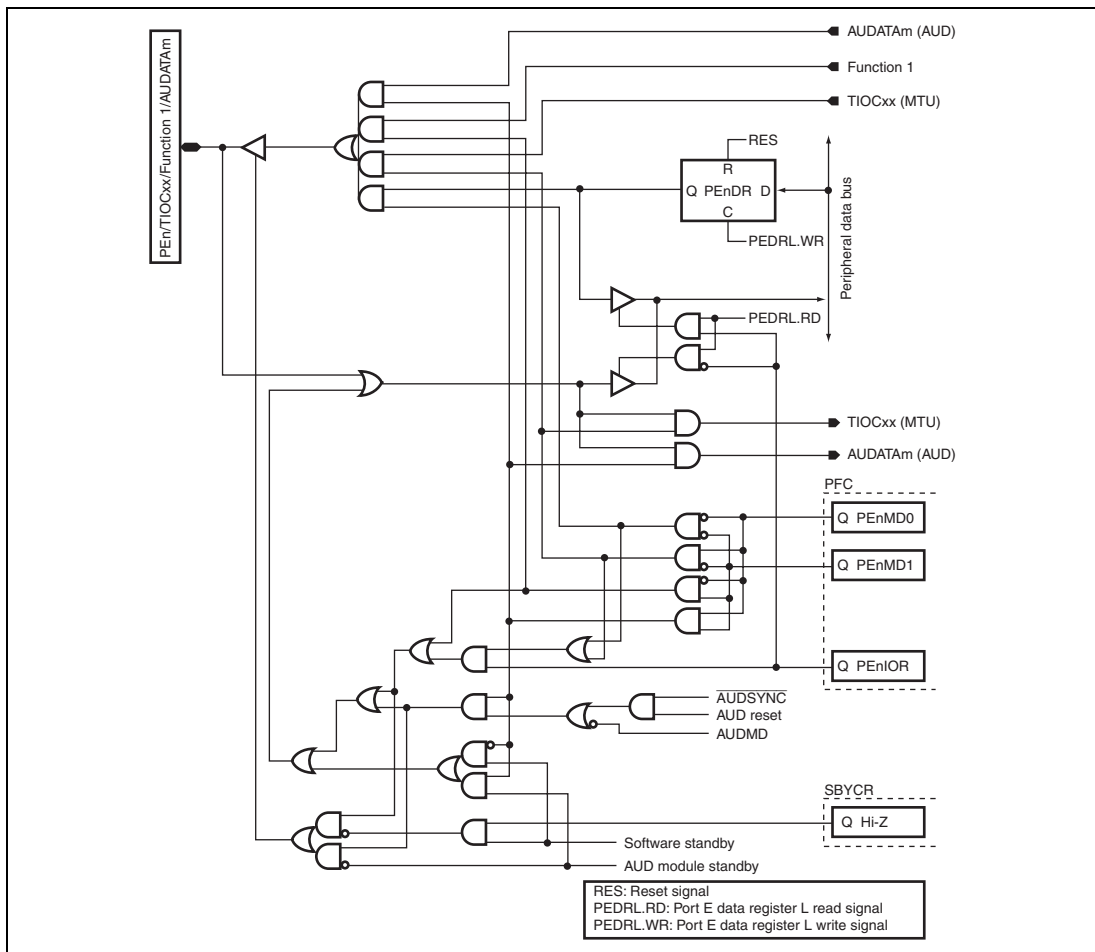 PEn/TIOCxx/Function 1/AUDATAm
AUDATAm (AUD)
Function 1
TIOCxx (MTU)
RES
R
Q PEnDR D
C
PEDRL.WR
Peripheral data bus
PEDRL.RD
TIOCxx (MTU)
AUDATAm (AUD)
PFC
Q PEnMD0
Q PEnMD1
Q PEnIOR
AUDSYNC
AUD reset
AUDMD
SBYCR
Q Hi-Z
Software standby
AUD module standby
RES: Reset signal
PEDRL.RD: Port E data register L read signal
PEDRL.WR: Port E data register L write signal